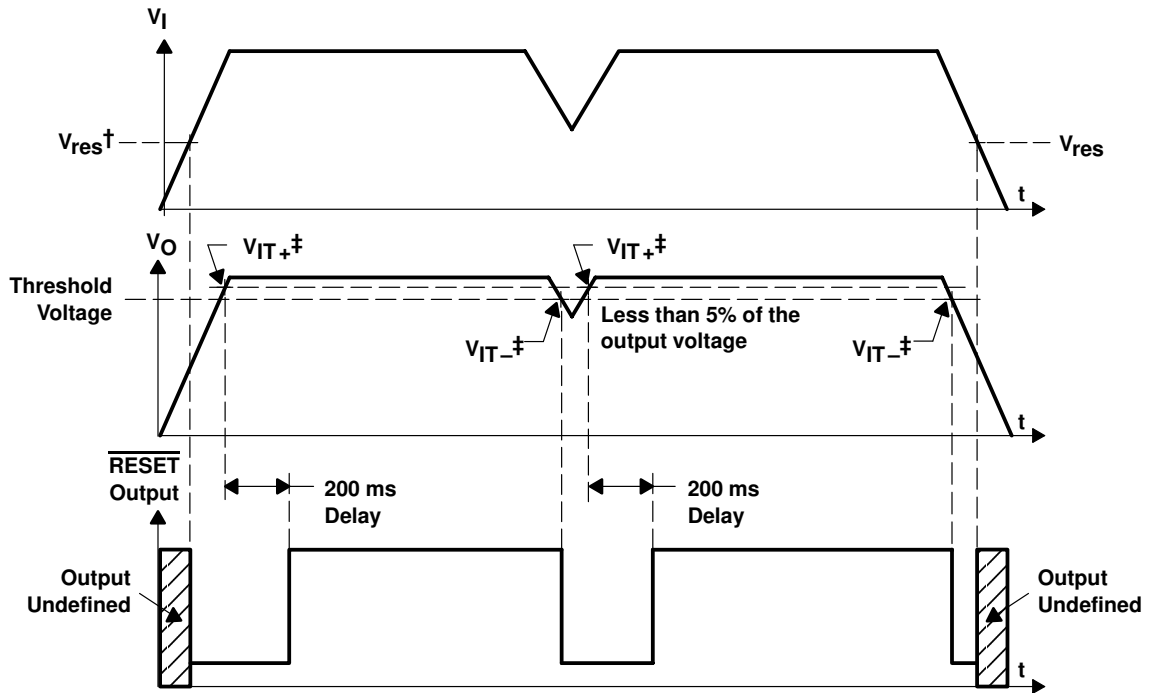 VI
Vres†
Vres
t
VO
VIT+‡
VIT+‡
Threshold
Voltage
Less than 5% of the
output voltage
VIT−‡
VIT−‡
t
RESET
Output
200 ms
Delay
200 ms
Delay
Output
Undefined
Output
Undefined
t